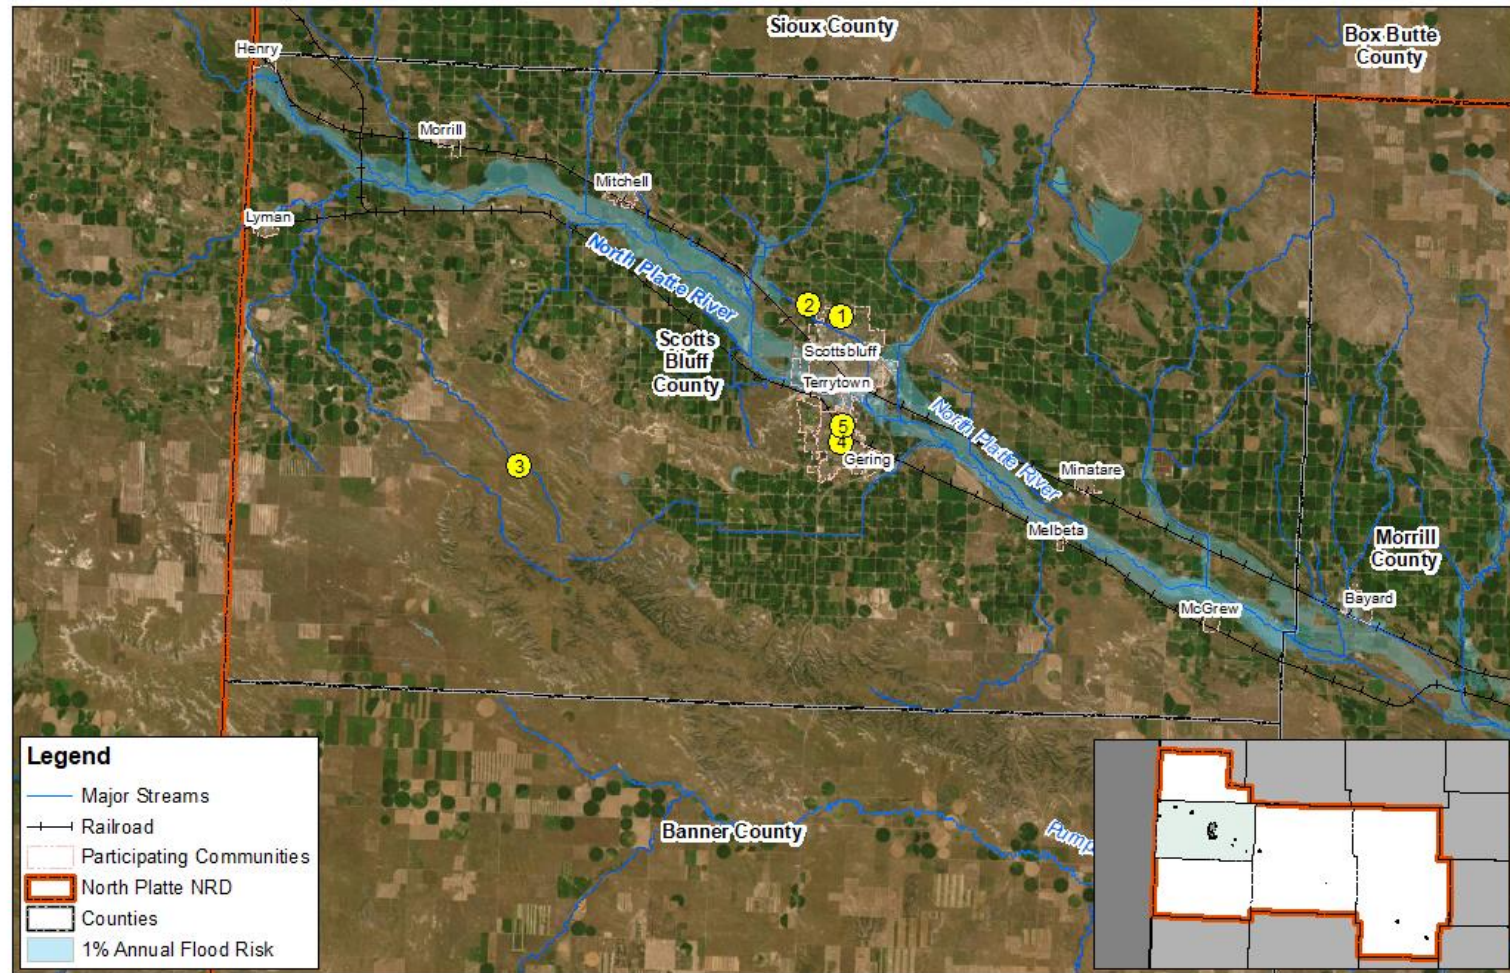 Sioux County
Box Butte
County
Henry
Morrill
Mitchell
Lyman
North Platte River
2
1
Scotts
Bluff
County
Scottsbluff
Terrytown
North Platte River
5
4
Gering
3
Minatare
Melbeta
Morrill
County
McGrew
Bayard
Legend
Major Streams
Railroad
Participating Communities
North Platte NRD
Counties
1% Annual Flood Risk
Banner County
Pump